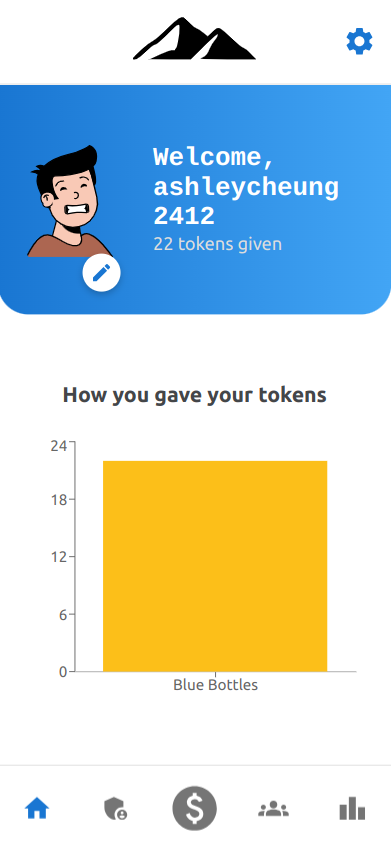 Welcome,
ashleycheung
2412
22 tokens given
How you gave your tokens
24
18
12
6
0
Blue Bottles
$